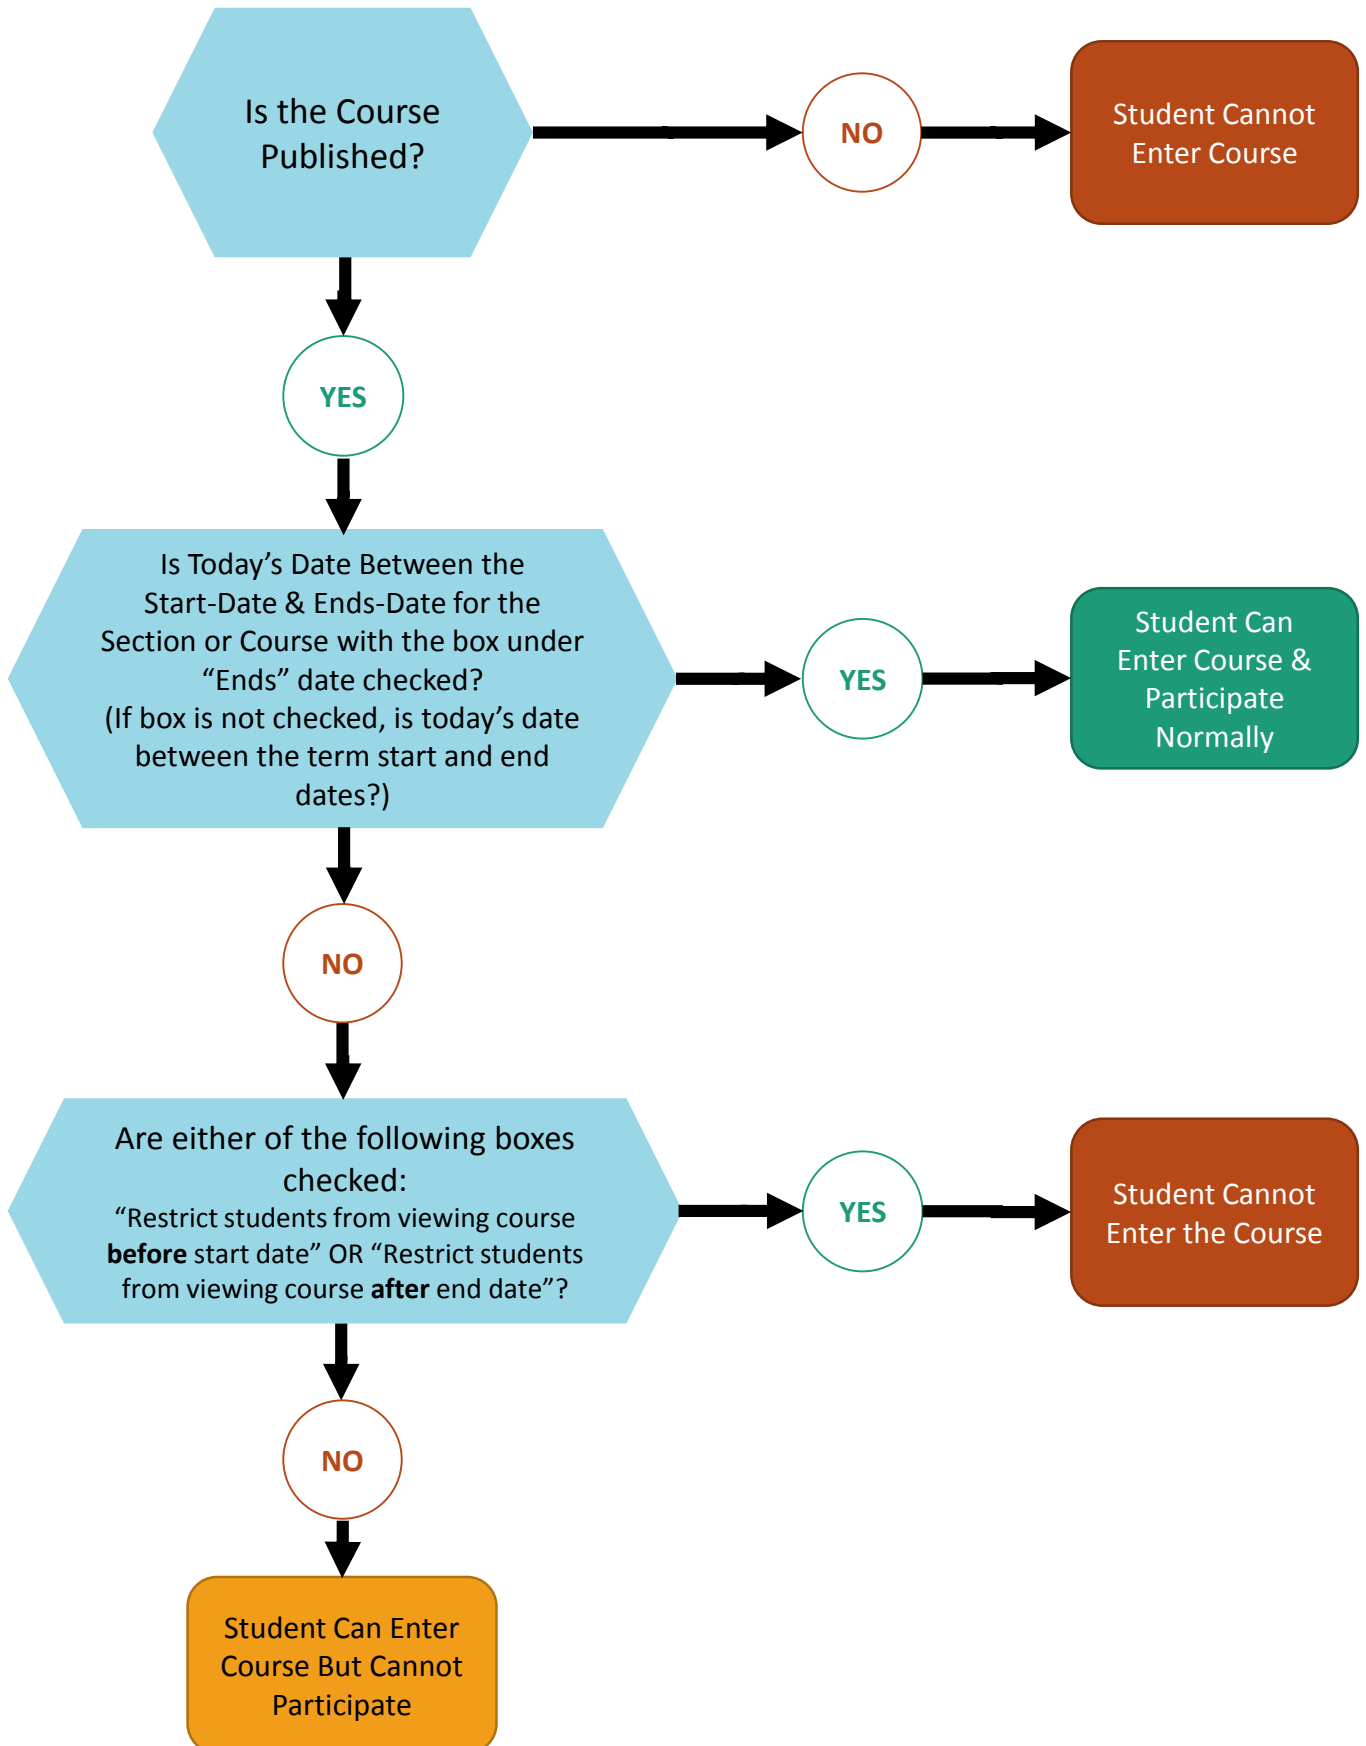 Is the Course
Published?
NO
Student Cannot
Enter Course
YES
Is Today’s Date Between the
Start-Date & Ends-Date for the
Section or Course with the box under
“Ends” date checked?
(If box is not checked, is today’s date
between the term start and end
dates?)
YES
Student Can
Enter Course &
Participate
Normally
NO
Are either of the following boxes
checked:
“Restrict students from viewing course
before start date” OR “Restrict students
from viewing course after end date”?
YES
Student Cannot
Enter the Course
NO
Student Can Enter
Course But Cannot
Participate